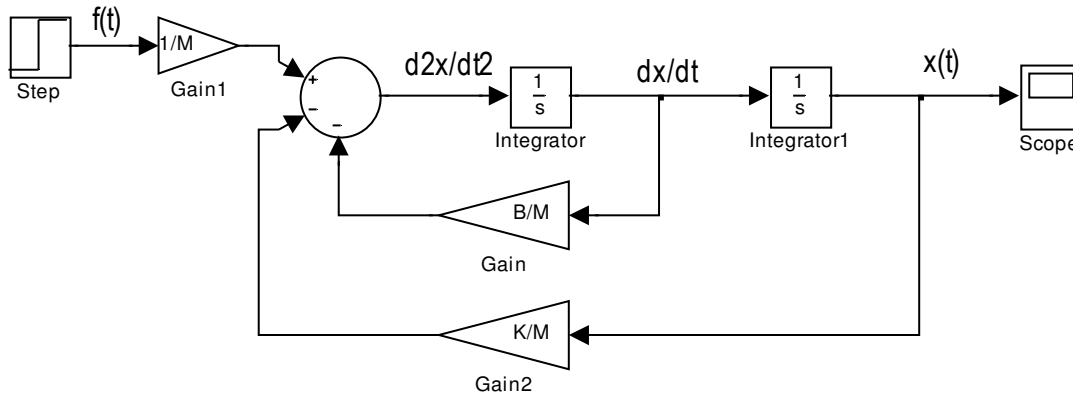 f(t)
1/M
Step
Gain1
+
-
-
d2x/dt2
1
s
Integrator
dx/dt
1
s
Integrator1
x(t)
Scope
B/M
Gain
K/M
Gain2